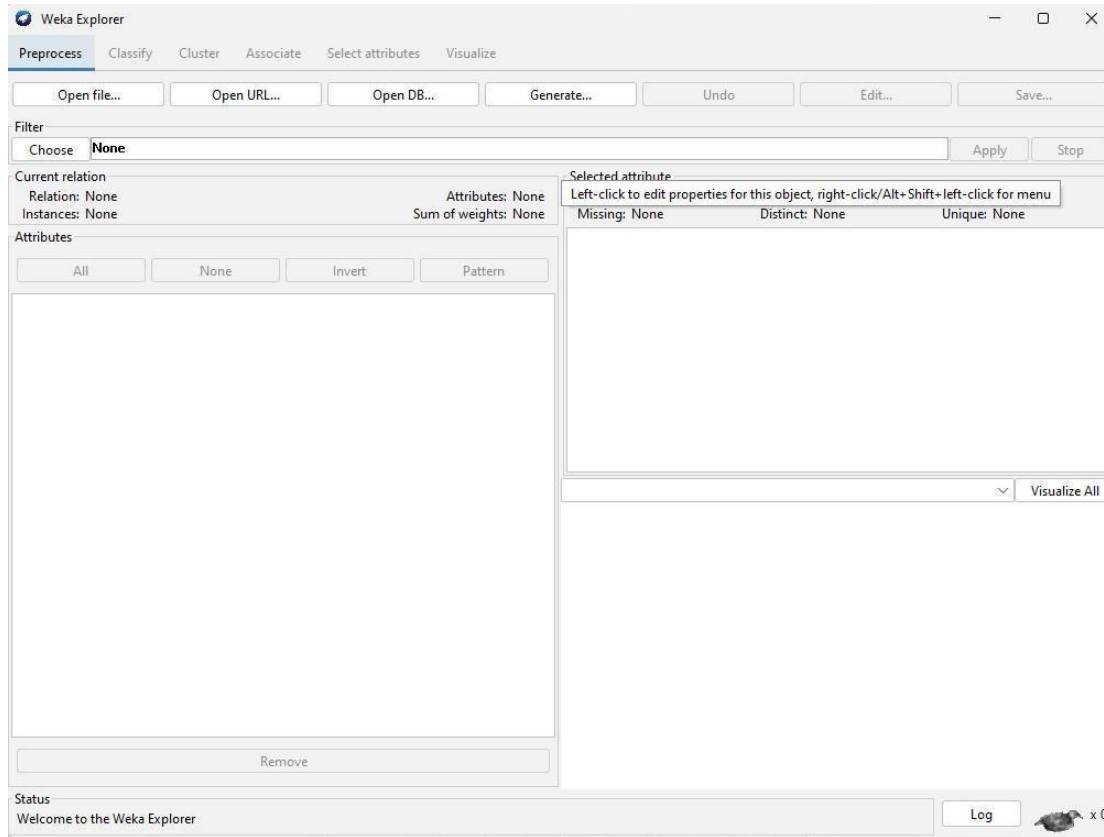 Weka Explorer
Preprocess Classify Cluster Associate Select attributes Visualize
Open file... Open URL... Open DB... Generate... Undo Edit... Save...
Filter
Choose None Apply Stop
Current relation
Relation: None Attributes: None
Instances: None Sum of weights: None
Selected attribute
Left-click to edit properties for this object, right-click/Alt+Shift+left-click for menu
Missing: None Distinct: None Unique: None
Attributes
All None Invert Pattern
Visualize All
Remove
Status
Welcome to the Weka Explorer
Log x 0